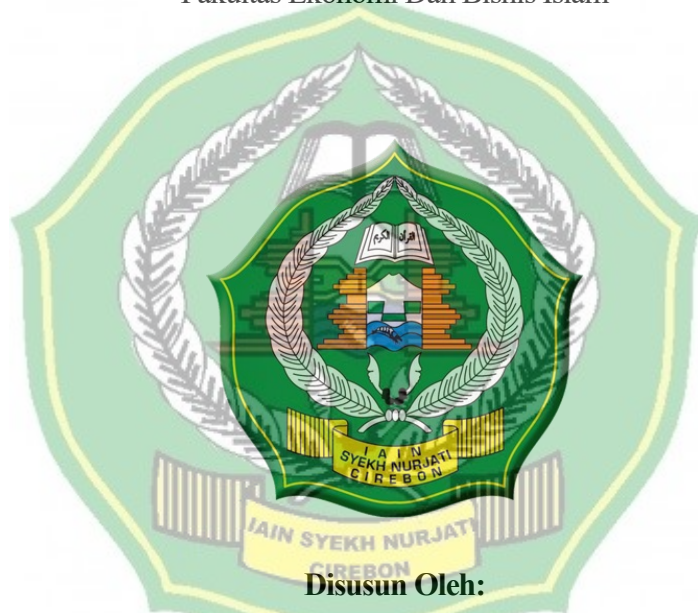 Fakultas Ekonomi Dan Bisnis Islam
I A I N
SYEKH NURJATI
CIREBON
IAIN SYEKH NURJATI
CIREBON
Disusun Oleh: